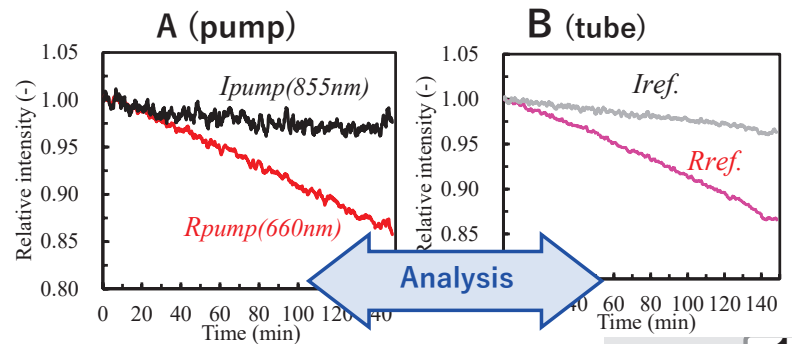 A (pump)
1.05
1.00
0.95
0.90
0.85
0.80
Relative intensity (-)
Ipump(855nm)
Rpump(660nm)
0 20 40 60 80 100 120 40
Time (min)
B (tube)
1.05
1.00
0.95
0.90
0.85
Relative intensity (-)
Iref.
Rref.
40 60 80 100 120 140
Time (min)
Analysis